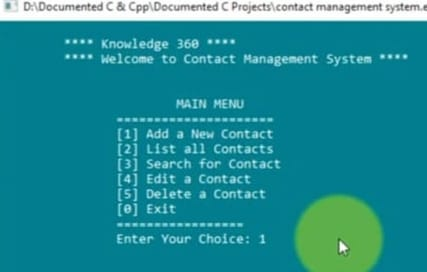 D:\Documented C & Cpp\Documented C Projects\contact management system.e
**** Knowledge 360 ****
**** Welcome to Contact Management System ****
MAIN MENU
=====================
[1] Add a New Contact
[2] List all Contacts
[3] Search for Contact
[4] Edit a Contact
[5] Delete a Contact
[0] Exit
=================
Enter Your Choice: 1